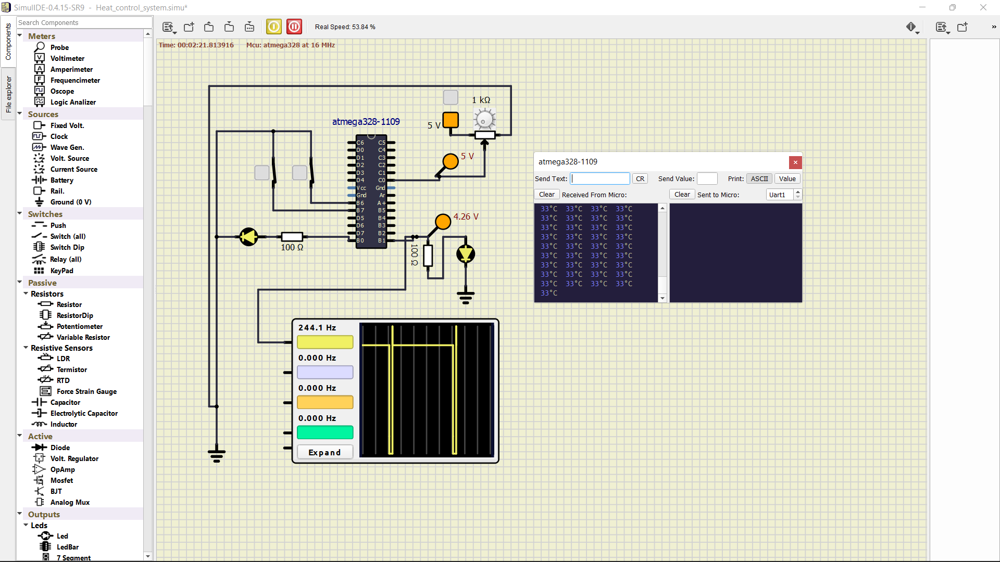 SimulIDE-0.4.15-SR9 - Heat_control_system.simu*
Components
File explorer
Search Components
Meters
Probe
Voltimeter
Amperimeter
Frequencimeter
Oscope
Logic Analizer
Sources
Fixed Volt.
Clock
Wave Gen.
Volt. Source
Current Source
Battery
Rail.
Ground (0 V)
Switches
Push
Switch (all)
Switch Dip
Relay (all)
KeyPad
Passive
Resistors
Resistor
ResistorDip
Potentiometer
Variable Resistor
Resistive Sensors
LDR
Termistor
RTD
Force Strain Gauge
Capacitor
Electrolytic Capacitor
Inductor
Active
Diode
Volt. Regulator
OpAmp
Mosfet
BJT
Analog Mux
Outputs
Leds
Led
LedBar
7 Segment
Real Speed: 53.84 %
»
Time: 00:02:21.813916 Mcu: atmega328 at 16 MHz
1 kΩ
5 V
atmega328-1109
C6 C5
D0 C4
D1 C3
D2 C2
D3 C1
D4 C0
Vcc Gnd
Gnd Ar
B6 A+
B7 B5
D5 B4
D6 B3
D7 B2
B0 B1
5 V
4.26 V
100 Ω
100 Ω
244.1 Hz
0.000 Hz
0.000 Hz
0.000 Hz
Expand
atmega328-1109
Send Text: CR Send Value: Print: ASCII Value
Clear Received From Micro: Clear Sent to Micro: Uart1
33°C 33°C 33°C 33°C
33°C 33°C 33°C 33°C
33°C 33°C 33°C 33°C
33°C 33°C 33°C 33°C
33°C 33°C 33°C 33°C
33°C 33°C 33°C 33°C
33°C 33°C 33°C 33°C
33°C 33°C 33°C 33°C
33°C 33°C 33°C 33°C
33°C